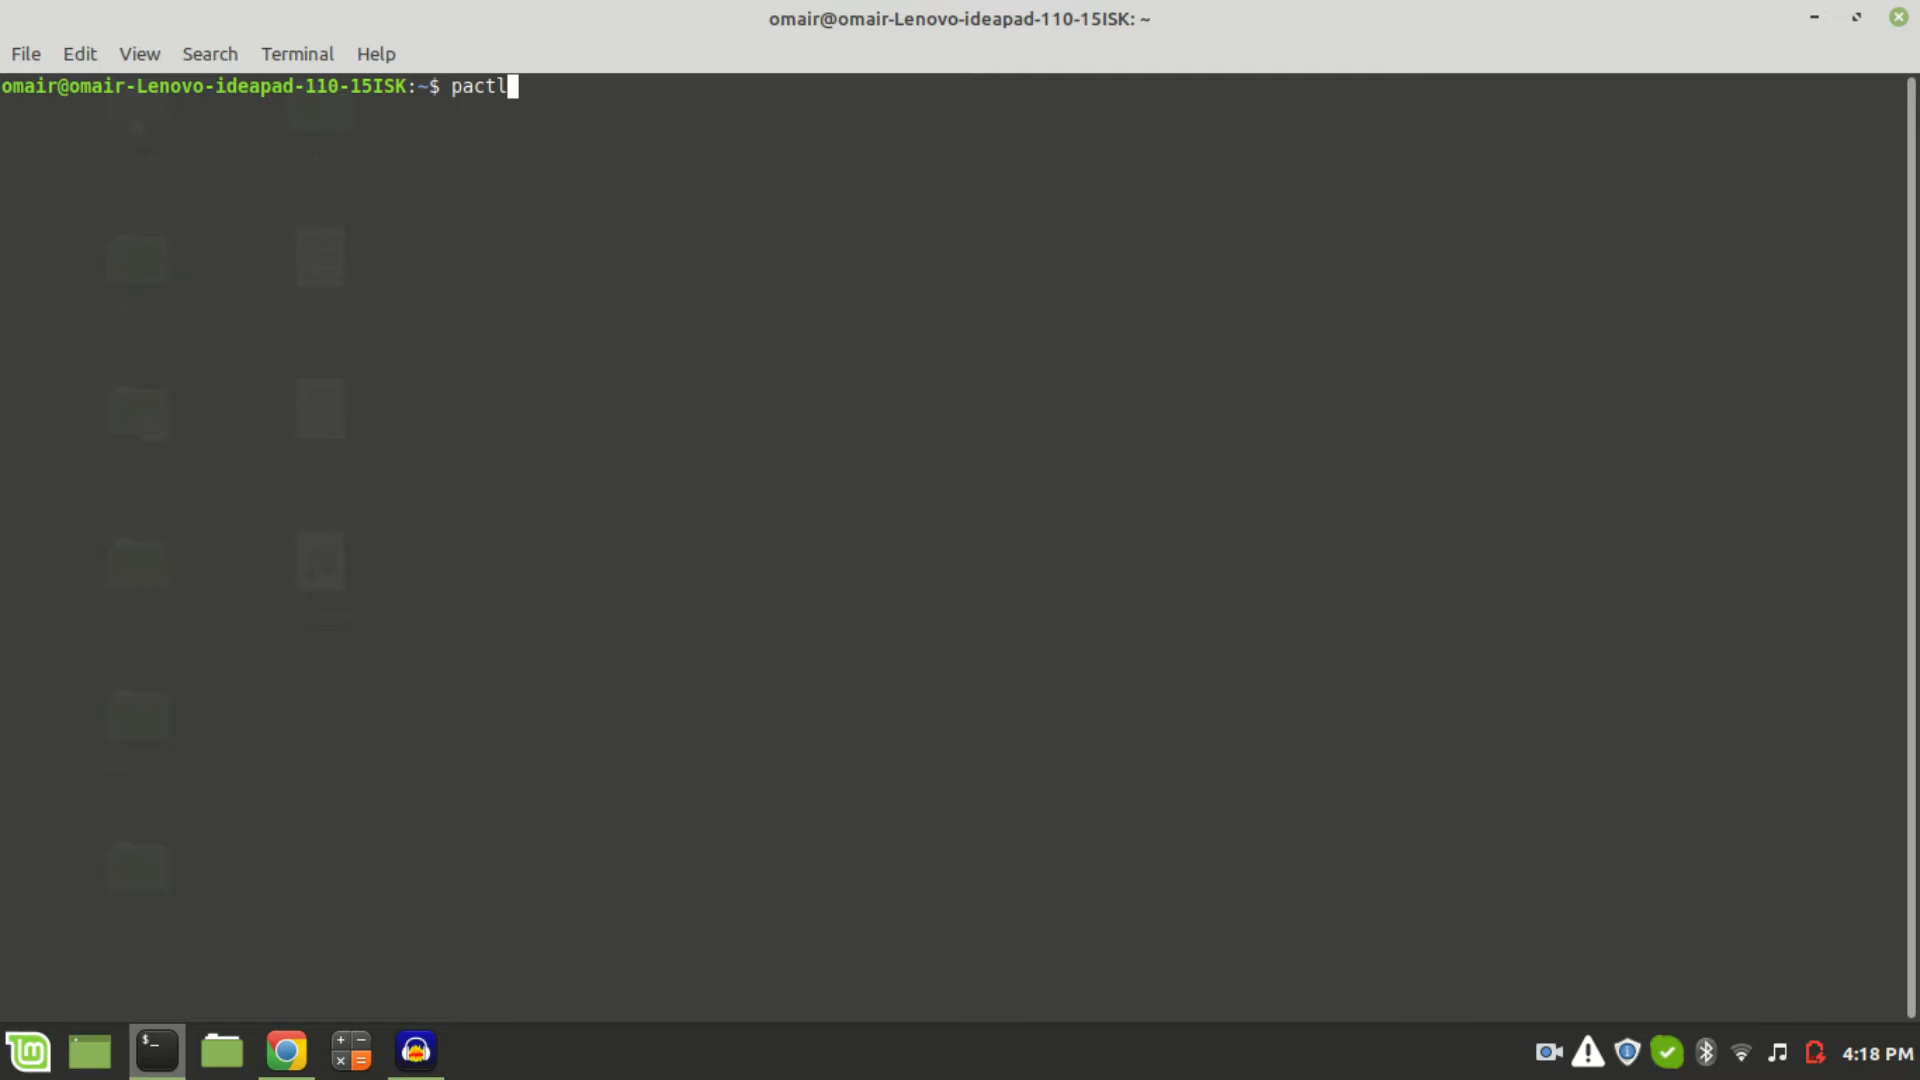 omair@omair-Lenovo-ideapad-110-15ISK: ~
File Edit View Search Terminal Help
omair@omair-Lenovo-ideapad-110-15ISK:~$ pactl
4:18 PM